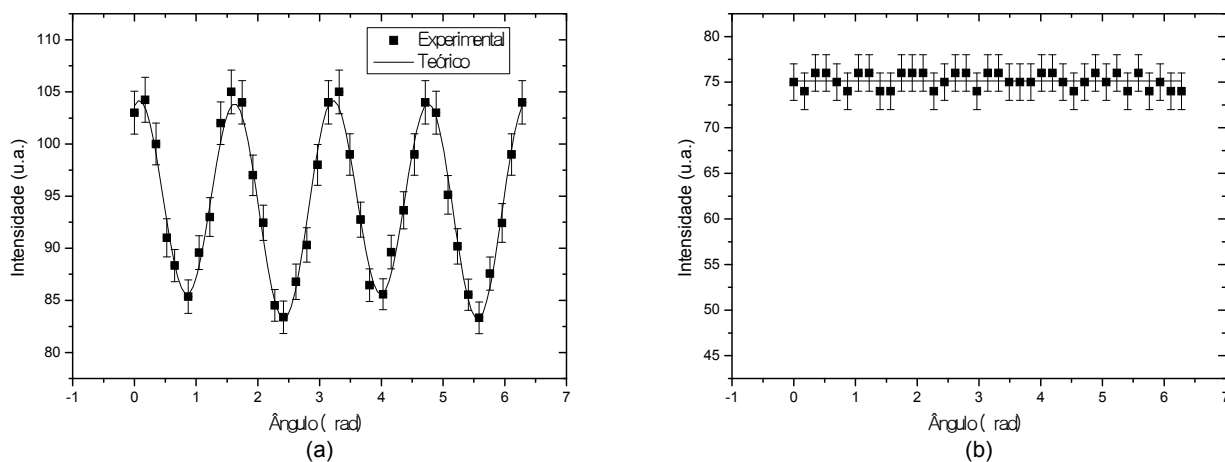 110
105
100
95
90
85
80
Intensidade (u.a.)
Experimental
Teórico
-1 0 1 2 3 4 5 6 7
Ângulo ( rad)
(a)
80
75
70
65
60
55
50
45
Intensidade (u.a.)
-1 0 1 2 3 4 5 6 7
Ângulo ( rad)
(b)